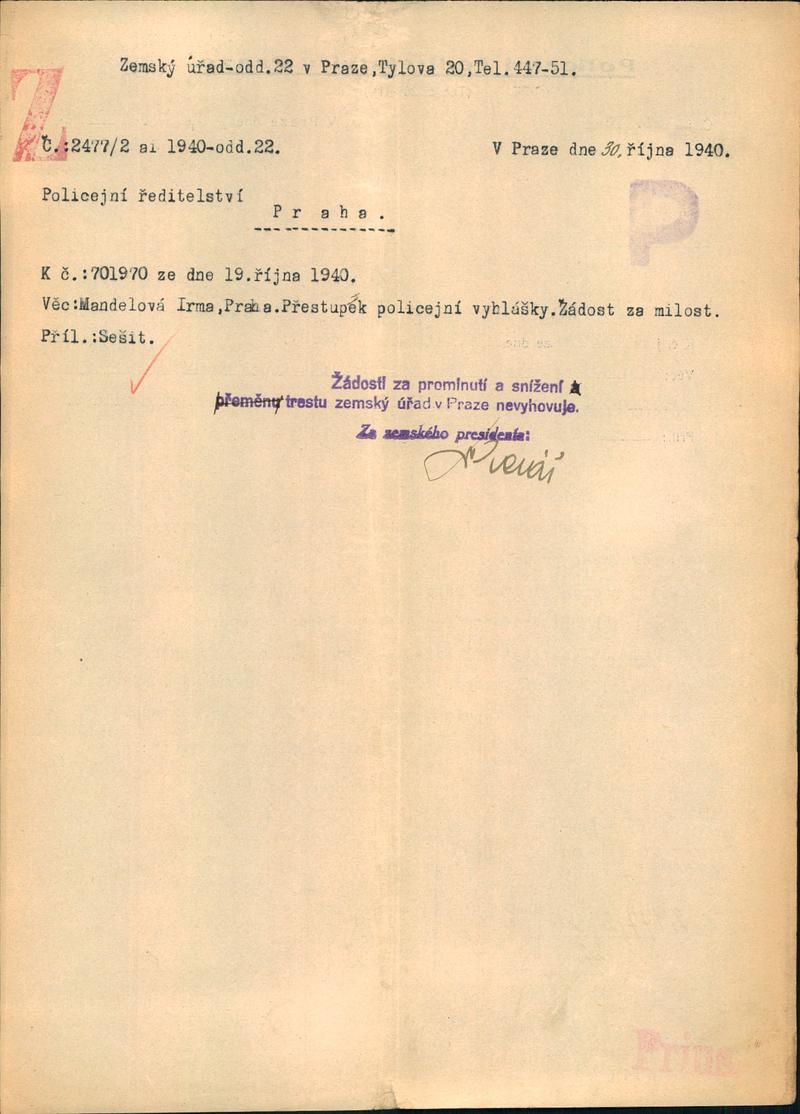 Zemský úřad-odd.22 v Praze,Tylova 20,Tel.447-51.
Z
Č.:2477/2 ai 1940-odd.22.
V Praze dne 30. října 1940.
P
Policejní ředitelství
P r a h a .
K č.:701970 ze dne 19.října 1940.
Věc:Mandelová Irma,Praha.Přestupek policejní vyhlášky.Žádost za milost.
Příl.:Sešit.
Žádosti za prominutí a snížení
přeměny trestu zemský úřad v Praze nevyhovuje.
Za zemského presidenta:
Prius